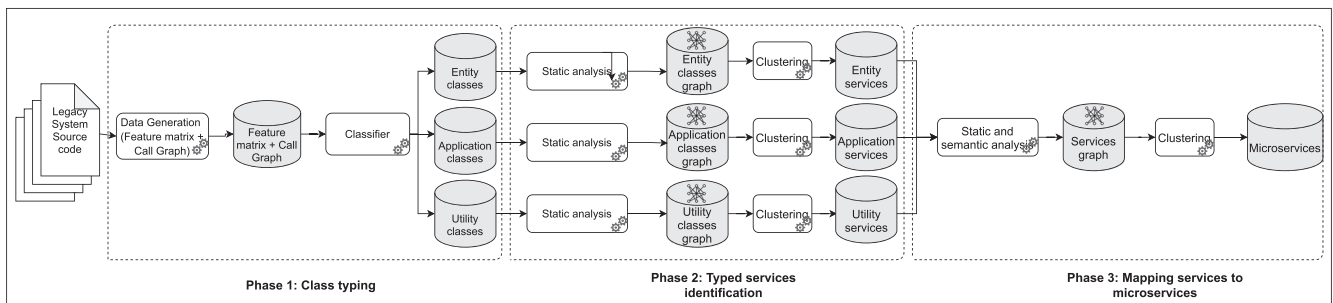 Legacy
System
Source
code
Data Generation
(Feature matrix +
Call Graph)
Feature
matrix + Call
Graph
Classifier
Entity
classes
Application
classes
Utility
classes
Phase 1: Class typing
Static analysis
Entity
classes
graph
Clustering
Entity
services
Static analysis
Application
classes
graph
Clustering
Application
services
Static analysis
Utility
classes
graph
Clustering
Utility
services
Phase 2: Typed services
identification
Static and
semantic analysis
Services
graph
Clustering
Microservices
Phase 3: Mapping services to
microservices